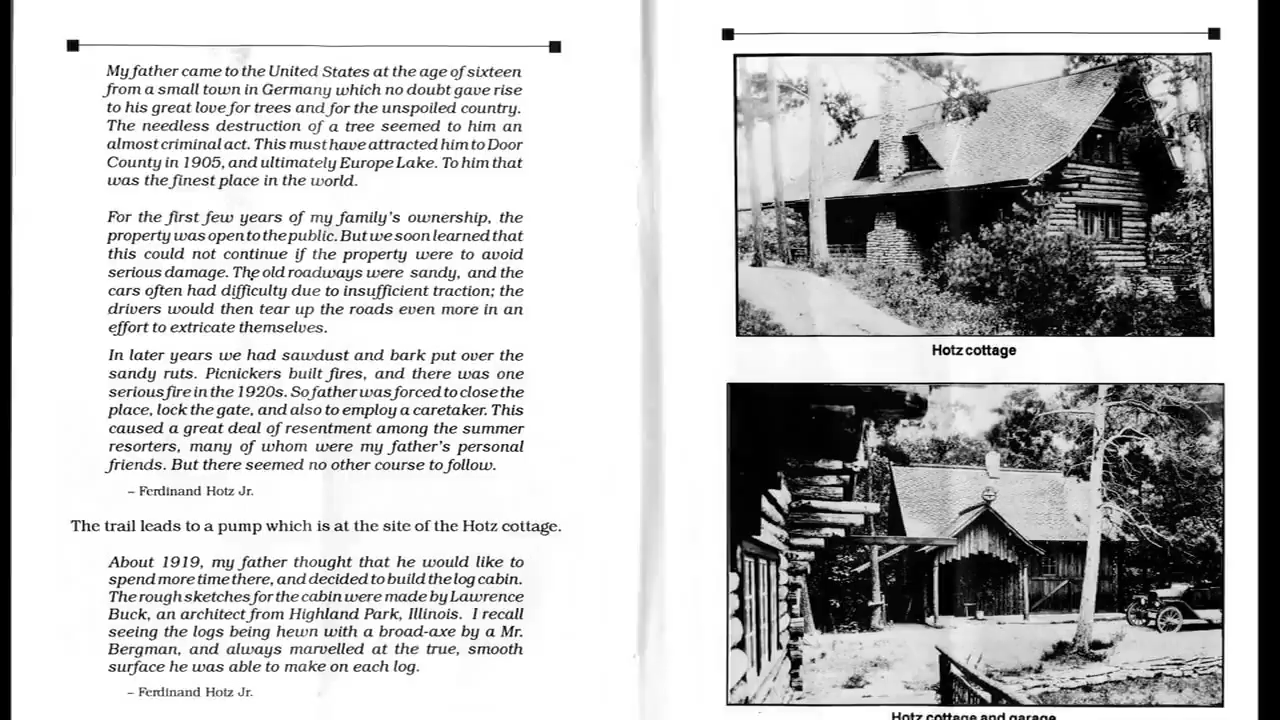 My father came to the United States at the age of sixteen
from a small town in Germany which no doubt gave rise
to his great love for trees and for the unspoiled country.
The needless destruction of a tree seemed to him an
almost criminal act. This must have attracted him to Door
County in 1905, and ultimately Europe Lake. To him that
was the finest place in the world.
For the first few years of my family's ownership, the
property was open to the public. But we soon learned that
this could not continue if the property were to avoid
serious damage. The old roadways were sandy, and the
cars often had difficulty due to insufficient traction; the
drivers would then tear up the roads even more in an
effort to extricate themselves.
In later years we had sawdust and bark put over the
sandy ruts. Picnickers built fires, and there was one
serious fire in the 1920s. So father was forced to close the
place, lock the gate, and also to employ a caretaker. This
caused a great deal of resentment among the summer
resorters, many of whom were my father's personal
friends. But there seemed no other course to follow.
– Ferdinand Hotz Jr.
The trail leads to a pump which is at the site of the Hotz cottage.
About 1919, my father thought that he would like to
spend more time there, and decided to build the log cabin.
The rough sketches for the cabin were made by Lawrence
Buck, an architect from Highland Park, Illinois. I recall
seeing the logs being hewn with a broad-axe by a Mr.
Bergman, and always marvelled at the true, smooth
surface he was able to make on each log.
– Ferdinand Hotz Jr.
Hotz cottage
Hotz cottage and garage